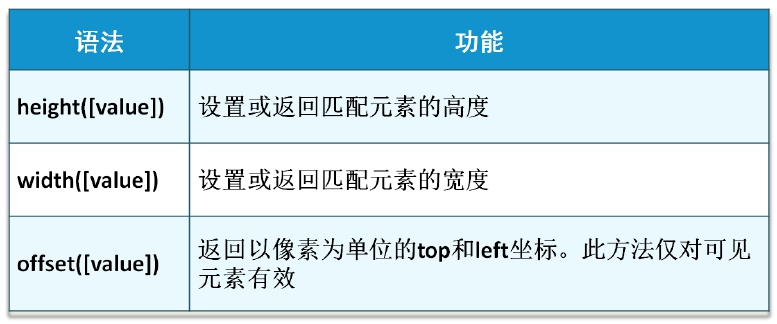 语法 功能
height([value]) 设置或返回匹配元素的高度
width([value]) 设置或返回匹配元素的宽度
offset([value]) 返回以像素为单位的top和left坐标。此方法仅对可见
元素有效